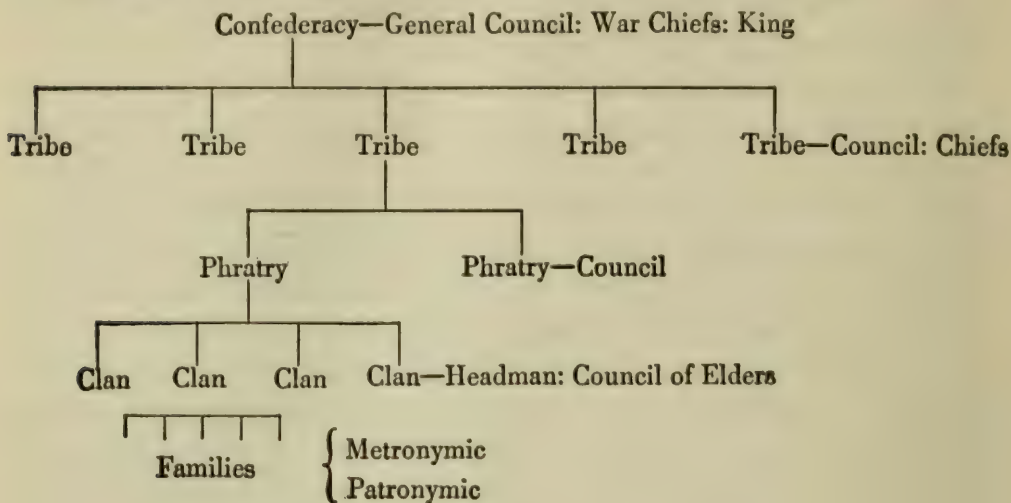 Confederacy—General Council: War Chiefs: King
Tribe Tribe Tribe Tribe Tribe—Council: Chiefs
Phratry Phratry—Council
Clan Clan Clan Clan—Headman: Council of Elders
Families
Metronymic
Patronymic